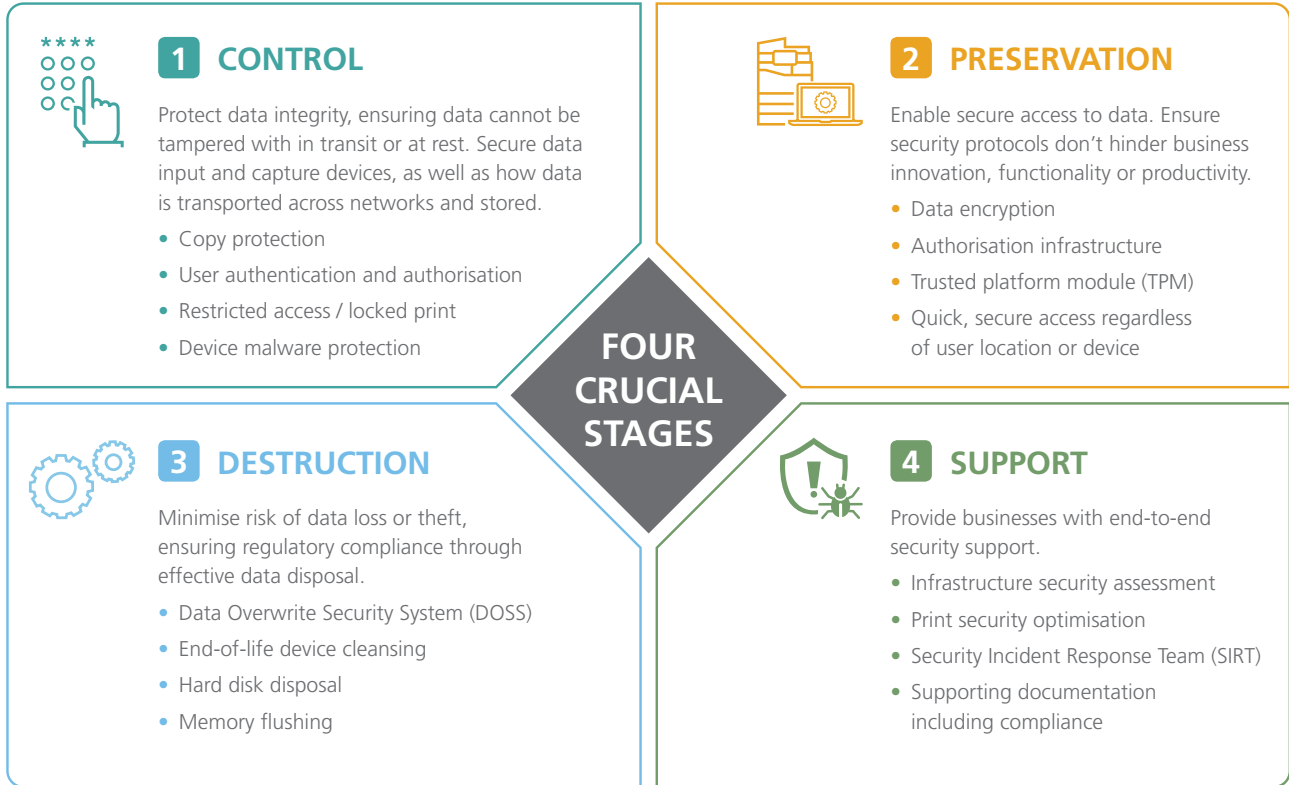 ****
1 CONTROL
Protect data integrity, ensuring data cannot be
tampered with in transit or at rest. Secure data
input and capture devices, as well as how data
is transported across networks and stored.
• Copy protection
• User authentication and authorisation
• Restricted access / locked print
• Device malware protection
2 PRESERVATION
Enable secure access to data. Ensure
security protocols don’t hinder business
innovation, functionality or productivity.
• Data encryption
• Authorisation infrastructure
• Trusted platform module (TPM)
• Quick, secure access regardless
of user location or device
FOUR
CRUCIAL
STAGES
3 DESTRUCTION
Minimise risk of data loss or theft,
ensuring regulatory compliance through
effective data disposal.
• Data Overwrite Security System (DOSS)
• End-of-life device cleansing
• Hard disk disposal
• Memory flushing
4 SUPPORT
Provide businesses with end-to-end
security support.
• Infrastructure security assessment
• Print security optimisation
• Security Incident Response Team (SIRT)
• Supporting documentation
including compliance